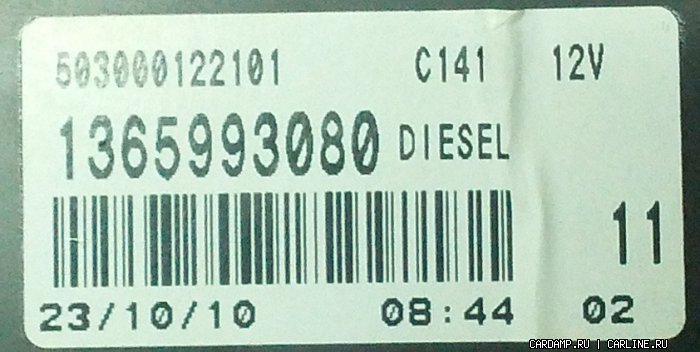 503000122101 C141 12V
1365993080 DIESEL
11
23/10/10 08:44 02
CARDAMP.RU | CARLINE.RU